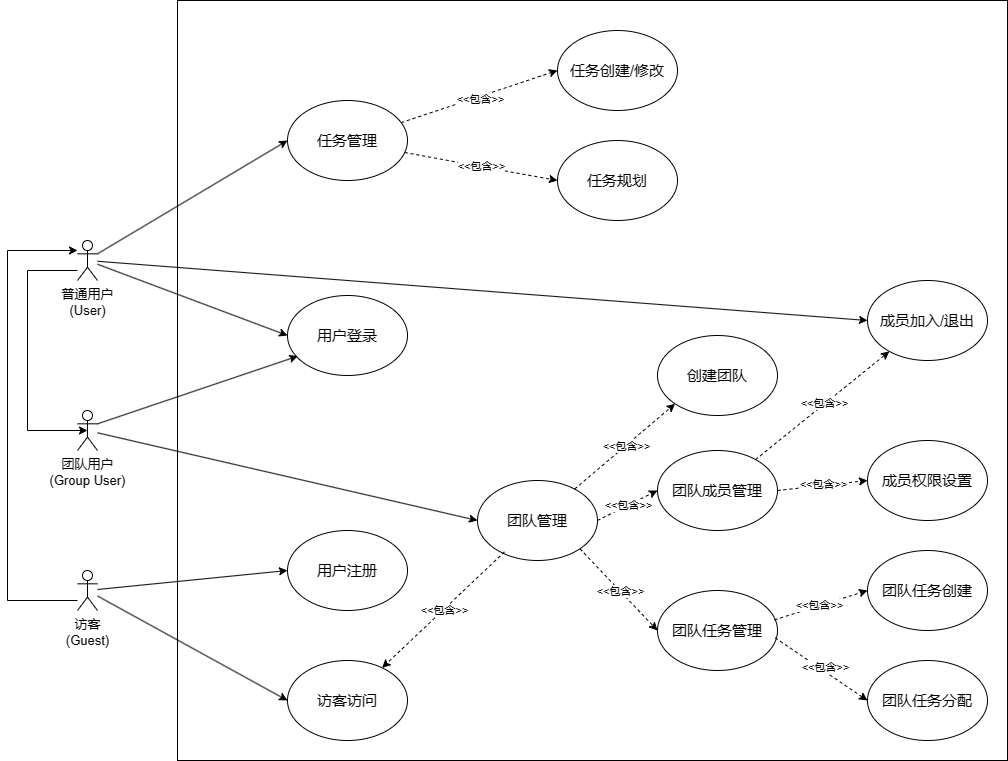 任务创建/修改
<<包含>>
任务管理
<<包含>>
任务规划
普通用户
(User)
用户登录
成员加入/退出
创建团队
<<包含>>
<<包含>>
团队用户
(Group User)
团队管理
<<包含>>
团队成员管理
<<包含>>
成员权限设置
用户注册
<<包含>>
<<包含>>
访客
(Guest)
团队任务管理
<<包含>>
团队任务创建
<<包含>>
访客访问
团队任务分配